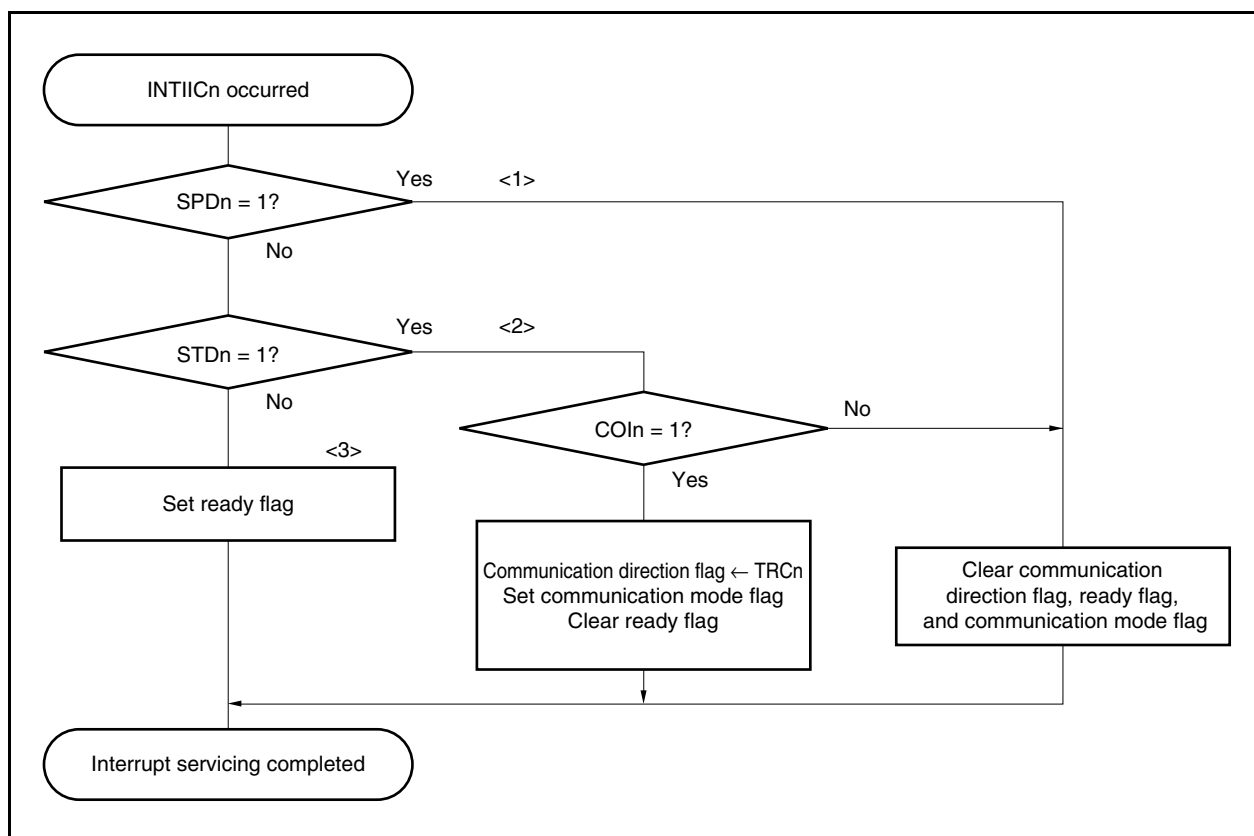 INTIICn occurred
Yes
<1>
SPDn = 1?
No
Yes
<2>
STDn = 1?
No
No
COIn = 1?
<3>
Yes
Set ready flag
Communication direction flag ← TRCn
Set communication mode flag
Clear ready flag
Clear communication
direction flag, ready flag,
and communication mode flag
Interrupt servicing completed